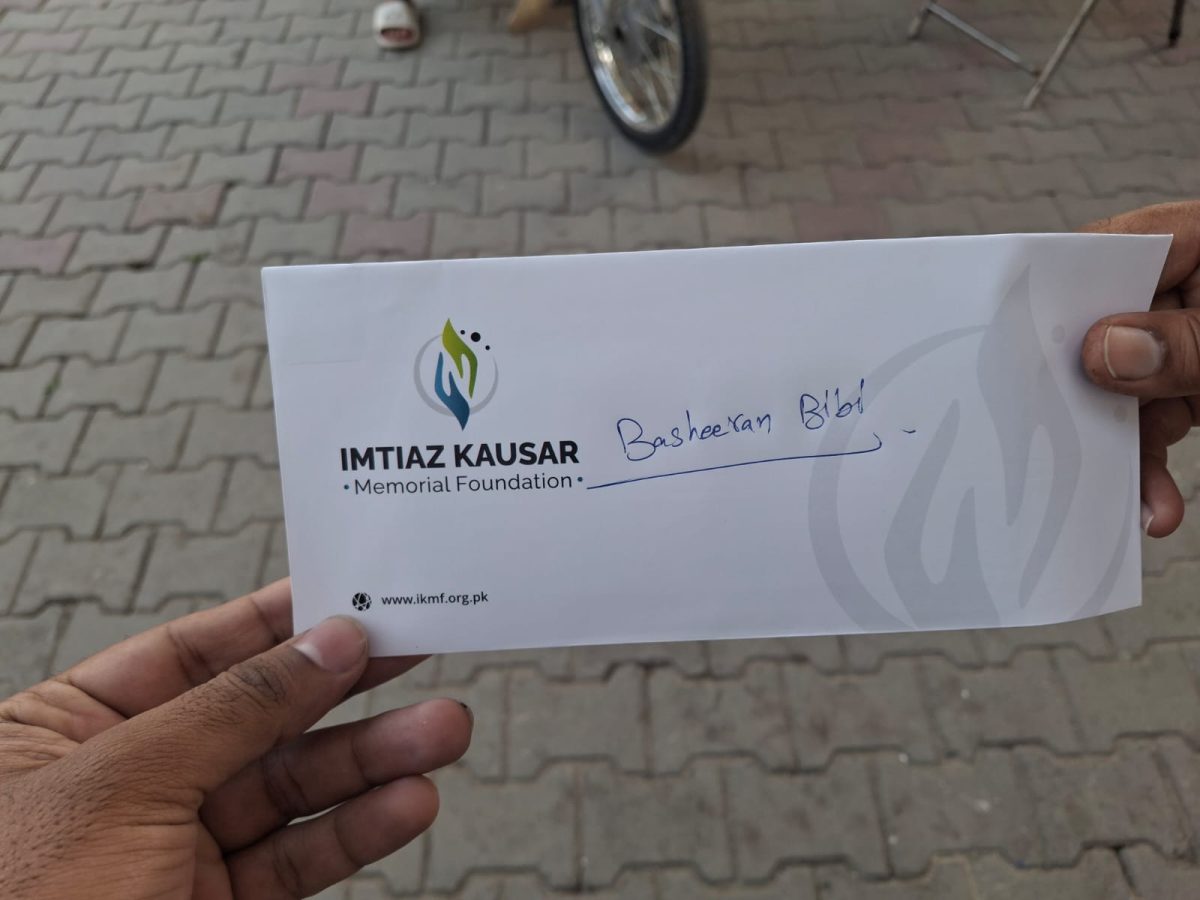 IMTIAZ KAUSAR
• Memorial Foundation •
Basheeran Bibi
www.ikmf.org.pk